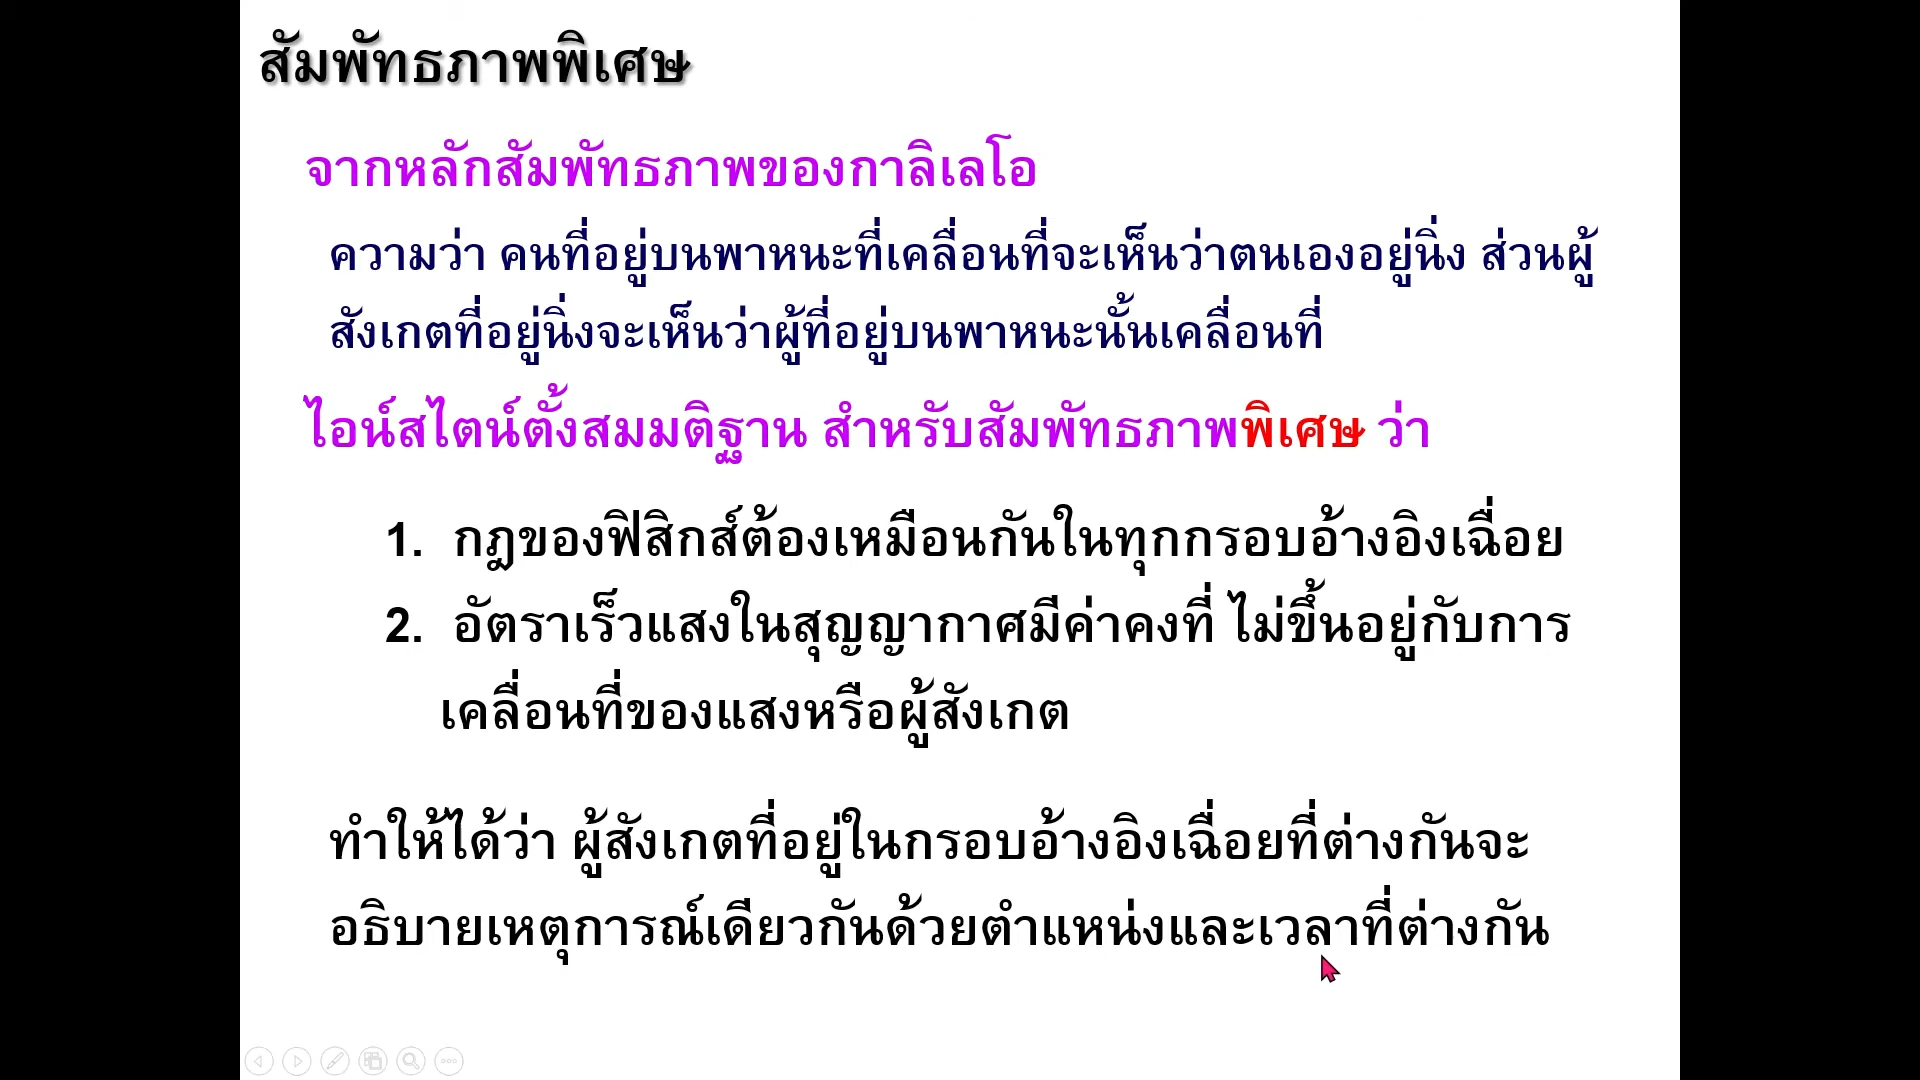 สัมพัทธภาพพิเศษ
จากหลักสัมพัทธภาพของกาลิเลโอ
ความว่า คนที่อยู่บนพาหนะที่เคลื่อนที่จะเห็นว่าตนเองอยู่นิ่ง ส่วนผู้
สังเกตที่อยู่นิ่งจะเห็นว่าผู้ที่อยู่บนพาหนะนั้นเคลื่อนที่
ไอน์สไตน์ตั้งสมมติฐาน สำหรับสัมพัทธภาพพิเศษ ว่า
1. กฎของฟิสิกส์ต้องเหมือนกันในทุกกรอบอ้างอิงเฉื่อย
2. อัตราเร็วแสงในสุญญากาศมีค่าคงที่ ไม่ขึ้นอยู่กับการ
เคลื่อนที่ของแสงหรือผู้สังเกต
ทำให้ได้ว่า ผู้สังเกตที่อยู่ในกรอบอ้างอิงเฉื่อยที่ต่างกันจะ
อธิบายเหตุการณ์เดียวกันด้วยตำแหน่งและเวลาที่ต่างกัน